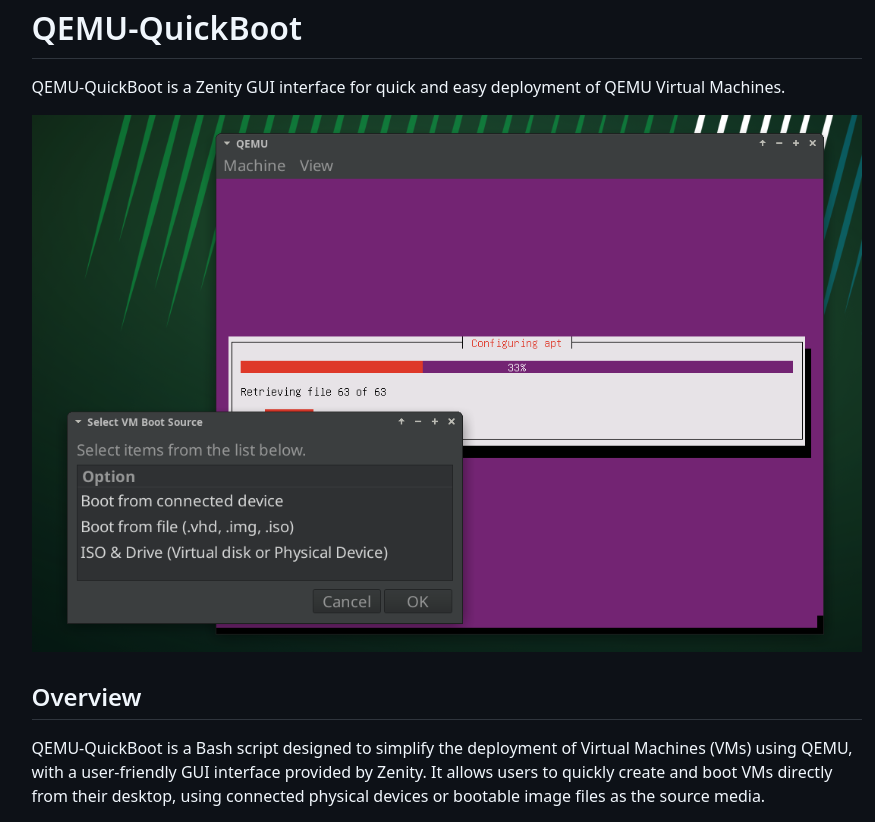 QEMU-QuickBoot
QEMU-QuickBoot is a Zenity GUI interface for quick and easy deployment of QEMU Virtual Machines.
QEMU
Machine View
Configuring apt
33%
Retrieving file 63 of 63
Select VM Boot Source
Select items from the list below.
Option
Boot from connected device
Boot from file (.vhd, .img, .iso)
ISO & Drive (Virtual disk or Physical Device)
Cancel OK
Overview
QEMU-QuickBoot is a Bash script designed to simplify the deployment of Virtual Machines (VMs) using QEMU,
with a user-friendly GUI interface provided by Zenity. It allows users to quickly create and boot VMs directly
from their desktop, using connected physical devices or bootable image files as the source media.